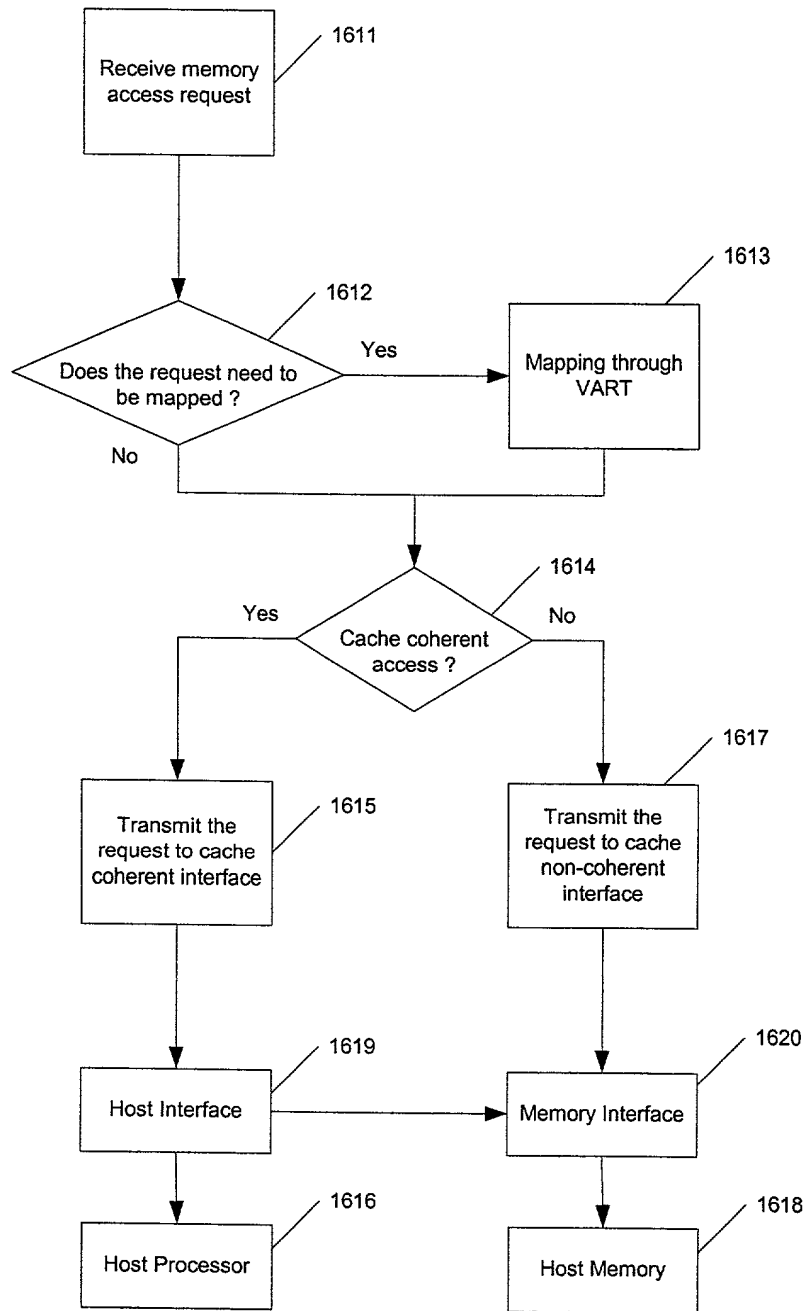 1611
Receive memory
access request
1612
Does the request need to
be mapped ?
Yes
No
1613
Mapping through
VART
1614
Cache coherent
access ?
Yes
No
1615
Transmit the
request to cache
coherent interface
1617
Transmit the
request to cache
non-coherent
interface
1619
Host Interface
1620
Memory Interface
1616
Host Processor
1618
Host Memory